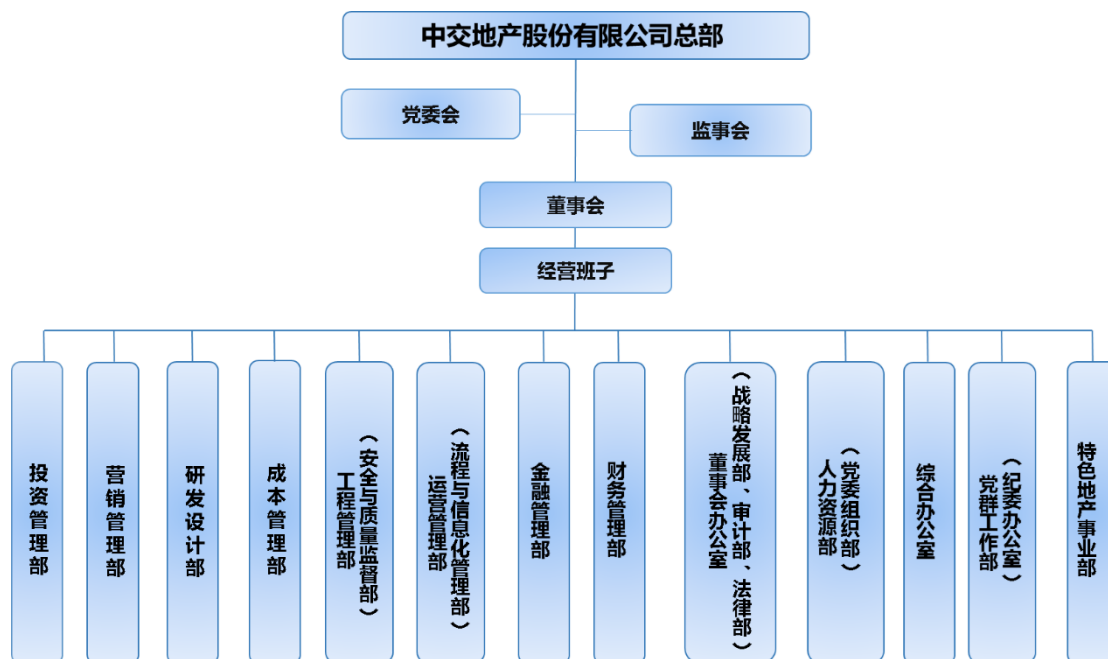 中交地产股份有限公司总部
党委会
监事会
董事会
经营班子
投资管理部
营销管理部
研发设计部
成本管理部
工程管理部
（安全与质量监督部）
运营管理部
（流程与信息化管理部）
金融管理部
财务管理部
董事会办公室
（战略发展部、审计部、法律部）
人力资源部
（党委组织部）
综合办公室
党群工作部
（纪委办公室）
特色地产事业部